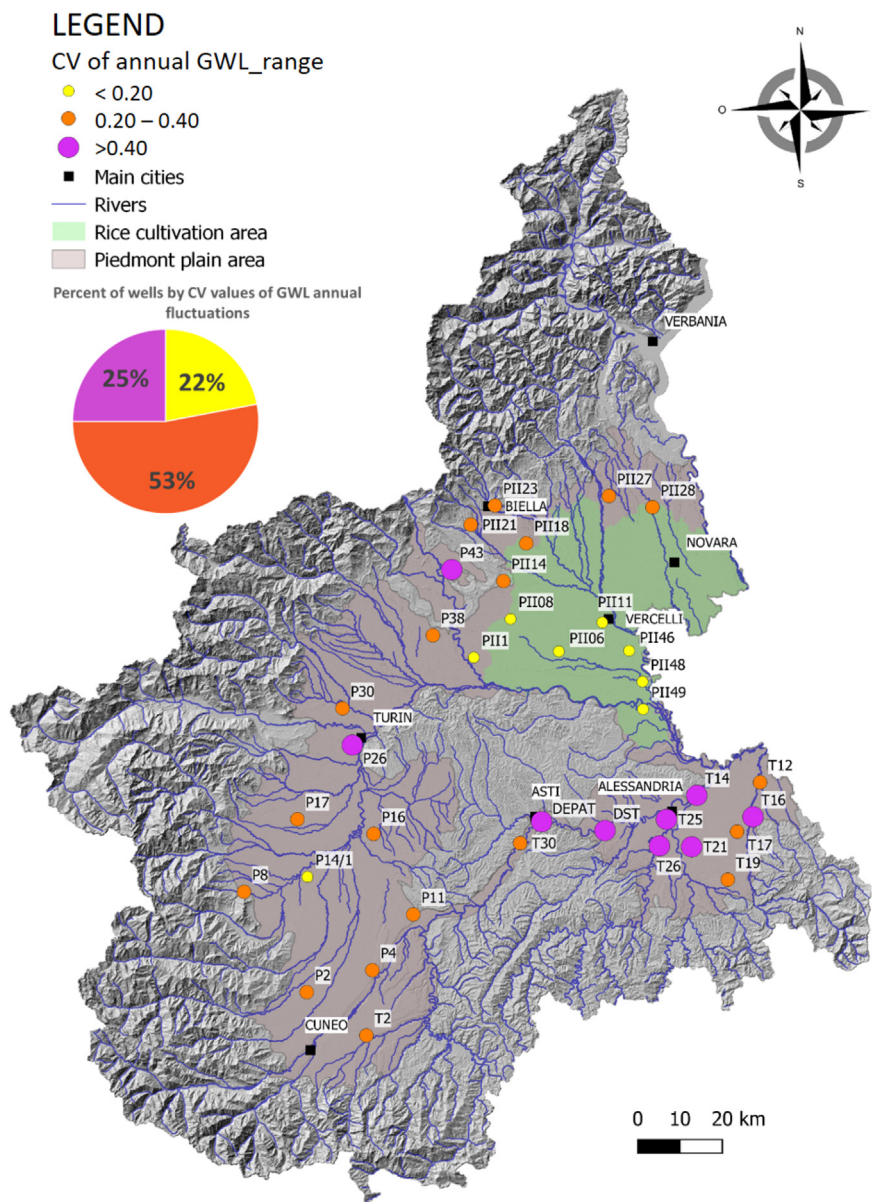 LEGEND
CV of annual GWL_range
< 0.20
0.20 – 0.40
>0.40
Main cities
Rivers
Rice cultivation area
Piedmont plain area
Percent of wells by CV values of GWL annual
fluctuations
25%
22%
53%
N
O
S
VERBANIA
PII23
BIELLA
PII27
PII28
PII21
PII18
NOVARA
P43
PII14
PII08
PII11
VERCELLI
P38
PII1
PII06
PII46
PII48
PII49
P30
TURIN
P26
T12
ASTI
ALESSANDRIA
T14
DEPAT
DST
T16
P17
P16
T25
T30
T17
T26
T21
P14/1
T19
P8
P11
P4
P2
CUNEO
T2
0 10 20 km